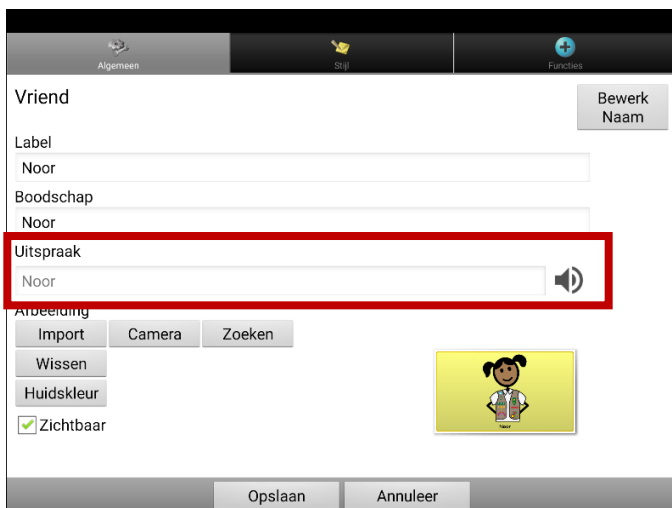 Algemeen Stijl Functies
Vriend
Bewerk
Naam
Label
Noor
Boodschap
Noor
Uitspraak
Noor
Afbeelding
Import Camera Zoeken
Wissen
Huidskleur
Zichtbaar
Noor
Opslaan Annuleer